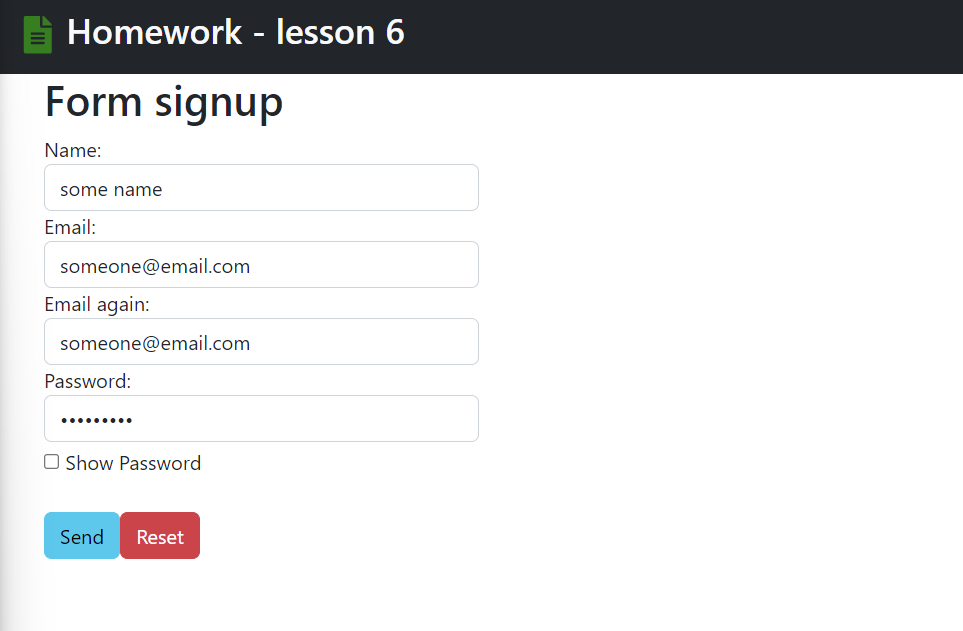 Homework - lesson 6
Form signup
Name:
some name
Email:
someone@email.com
Email again:
someone@email.com
Password:
•••••••••
Show Password
Send Reset